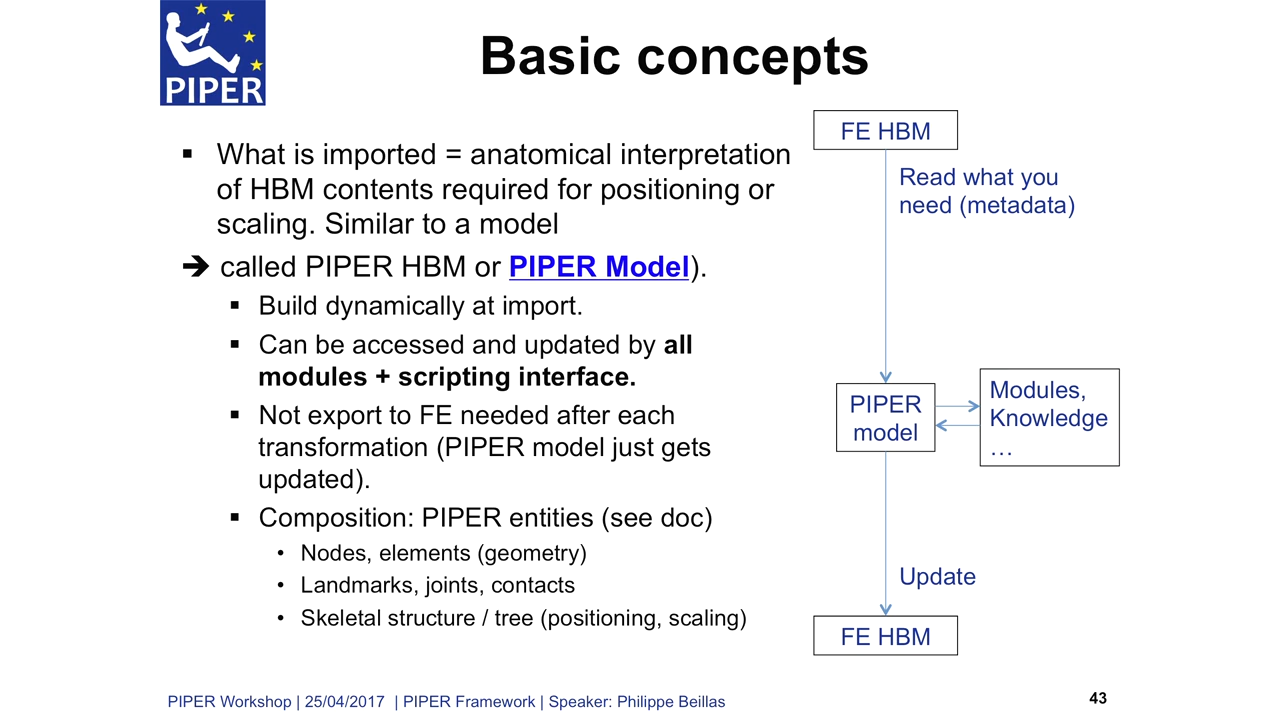 PIPER
Basic concepts
▪ What is imported = anatomical interpretation
of HBM contents required for positioning or
scaling. Similar to a model
➔ called PIPER HBM or PIPER Model).
▪ Build dynamically at import.
▪ Can be accessed and updated by all
modules + scripting interface.
▪ Not export to FE needed after each
transformation (PIPER model just gets
updated).
▪ Composition: PIPER entities (see doc)
• Nodes, elements (geometry)
• Landmarks, joints, contacts
• Skeletal structure / tree (positioning, scaling)
FE HBM
Read what you
need (metadata)
PIPER
model
Modules,
Knowledge
…
Update
FE HBM
PIPER Workshop | 25/04/2017 | PIPER Framework | Speaker: Philippe Beillas
43